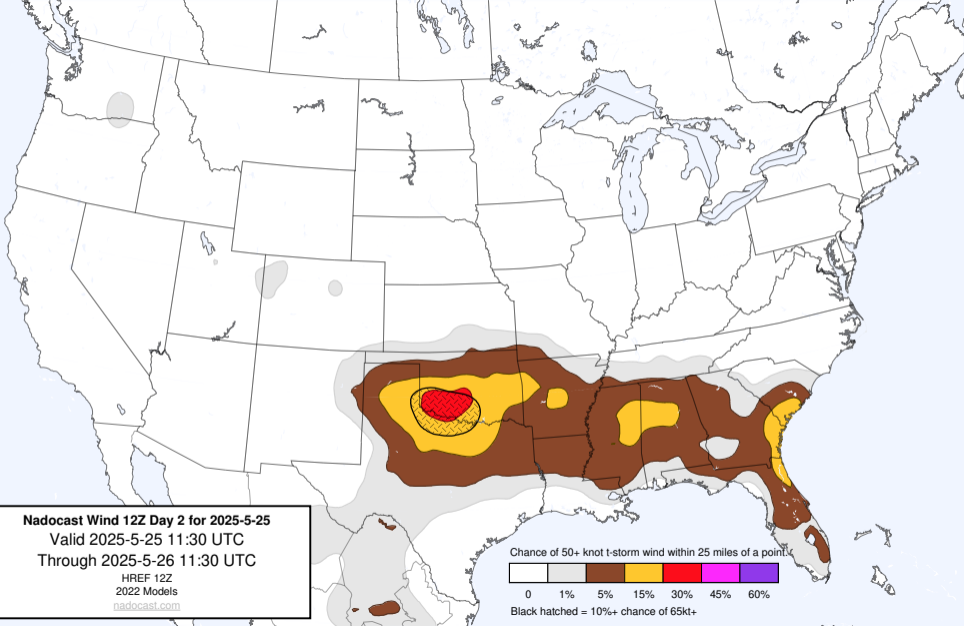 Nadocast Wind 12Z Day 2 for 2025-5-25
Valid 2025-5-25 11:30 UTC
Through 2025-5-26 11:30 UTC
HREF 12Z
2022 Models
nadocast.com
Chance of 50+ knot t-storm wind within 25 miles of a point.
0 1% 5% 15% 30% 45% 60%
Black hatched = 10%+ chance of 65kt+